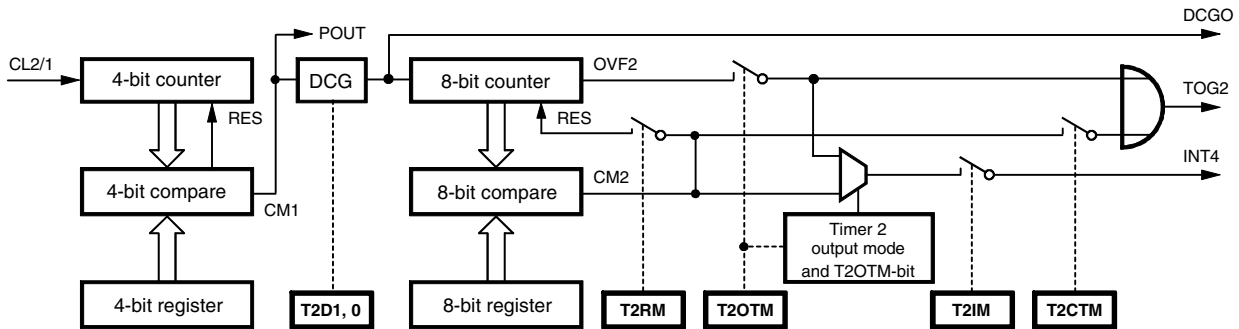 DCGO
POUT
CL2/1
4-bit counter
DCG
8-bit counter
OVF2
TOG2
RES
RES
INT4
4-bit compare
CM1
8-bit compare
CM2
Timer 2
output mode
and T2OTM-bit
4-bit register
T2D1, 0
8-bit register
T2RM
T2OTM
T2IM
T2CTM